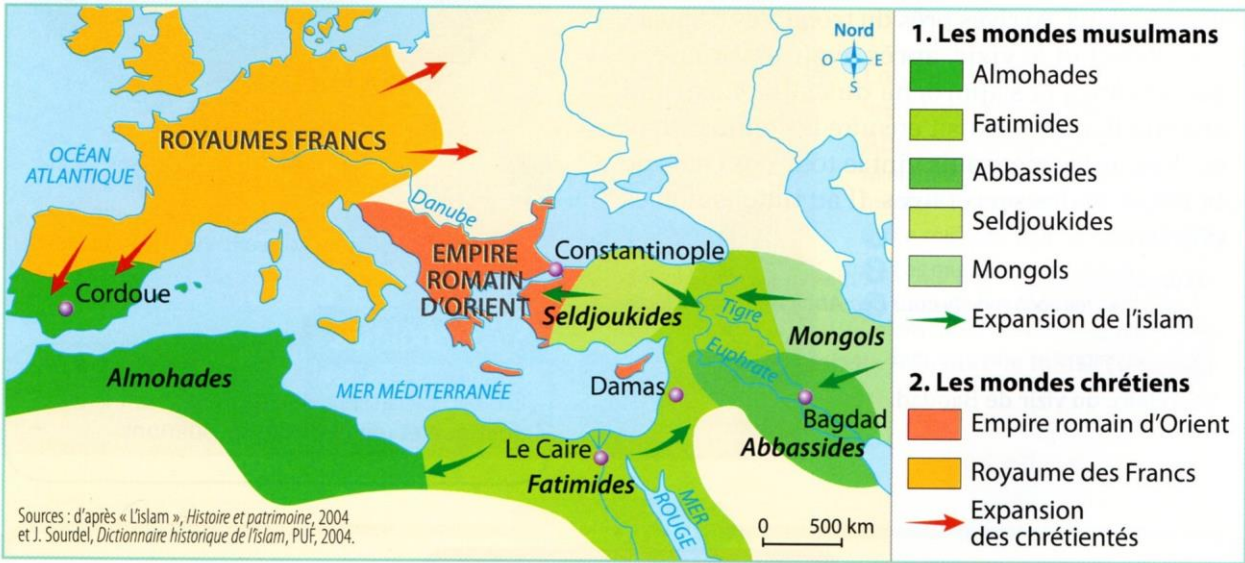 Nord
O
E
S
OCÉAN
ATLANTIQUE
ROYAUMES FRANCS
Danube
EMPIRE
ROMAIN
D'ORIENT
Constantinople
Cordoue
Seldjoukides
Tigre
Mongols
Euphrate
Almohades
MER MÉDITERRANÉE
Damas
Bagdad
Abbassides
Le Caire
Fatimides
MER
ROUGE
0 500 km
Sources : d'après « L'islam », Histoire et patrimoine, 2004
et J. Sourdel, Dictionnaire historique de l'islam, PUF, 2004.
1. Les mondes musulmans
Almohades
Fatimides
Abbassides
Seldjoukides
Mongols
Expansion de l'islam
2. Les mondes chrétiens
Empire romain d'Orient
Royaume des Francs
Expansion
des chrétientés